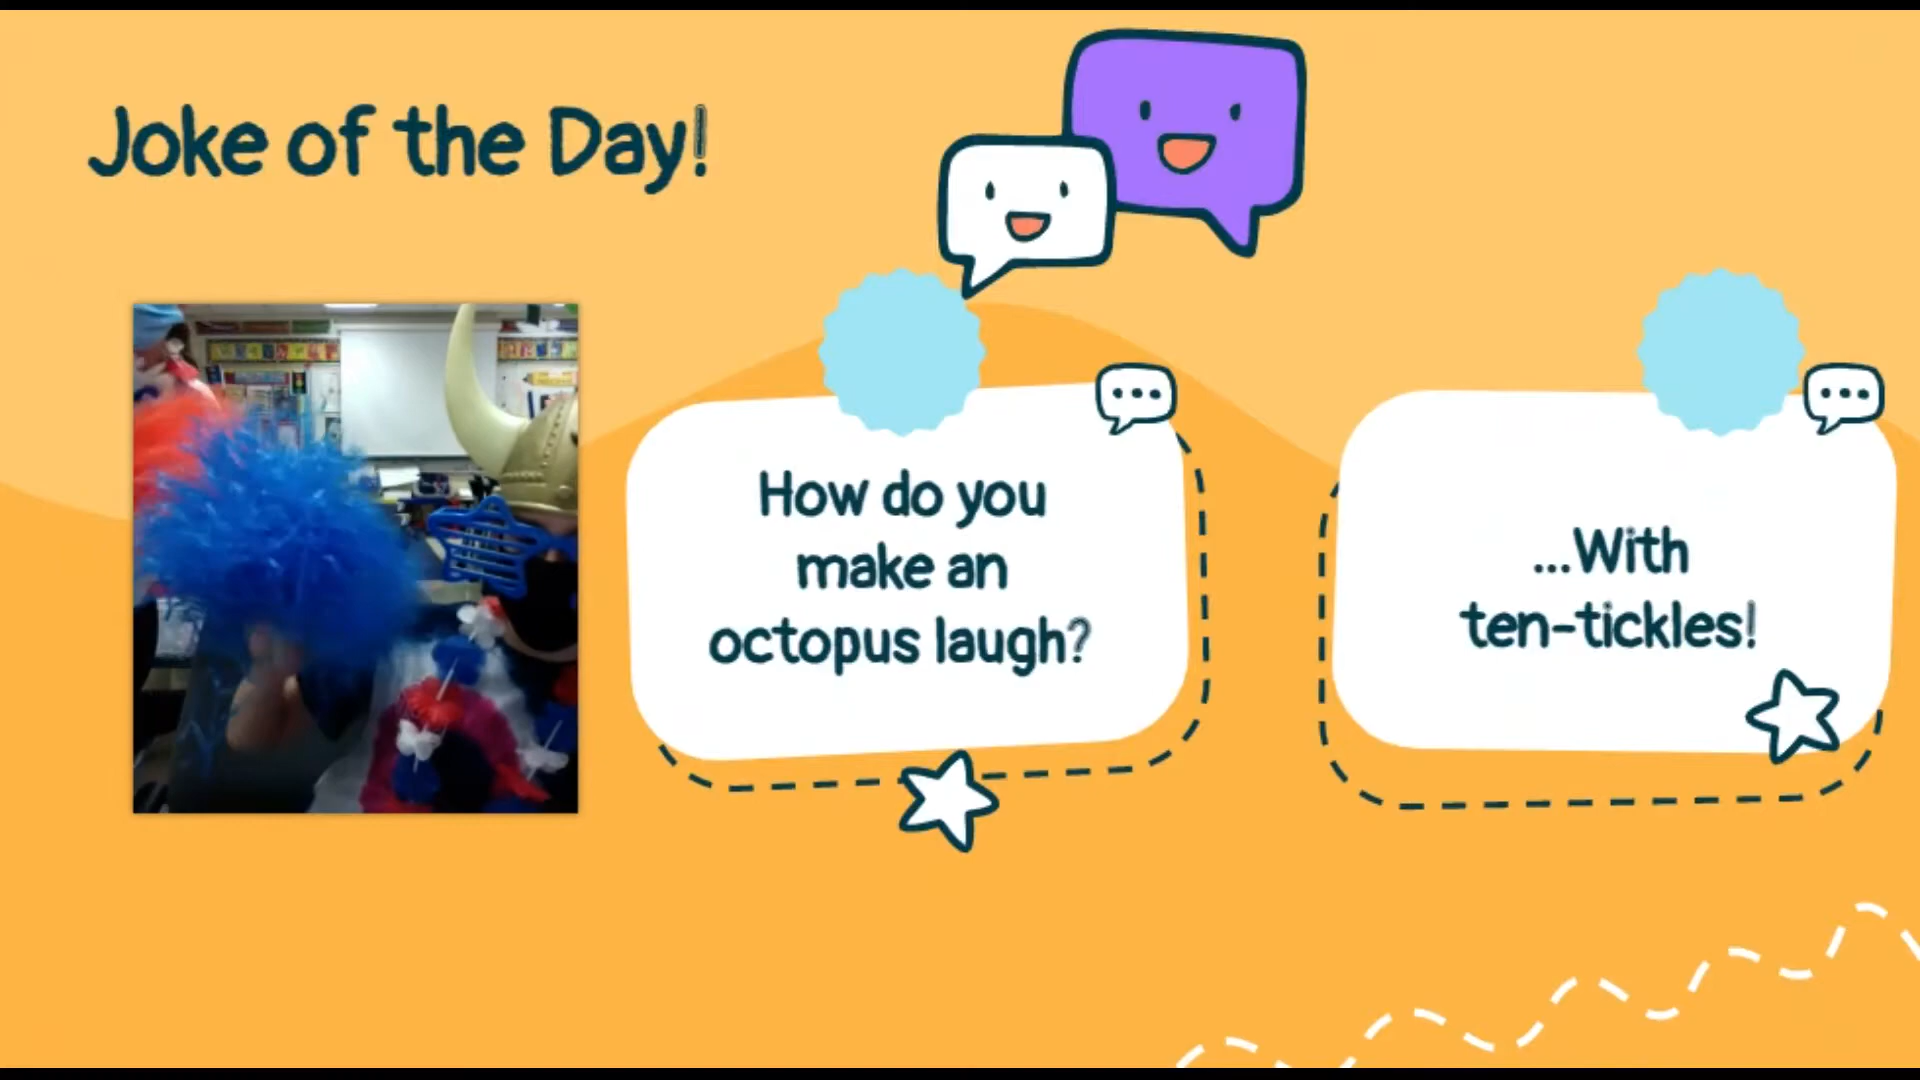 Joke of the Day!
How do you
make an
octopus laugh?
...With
ten-tickles!